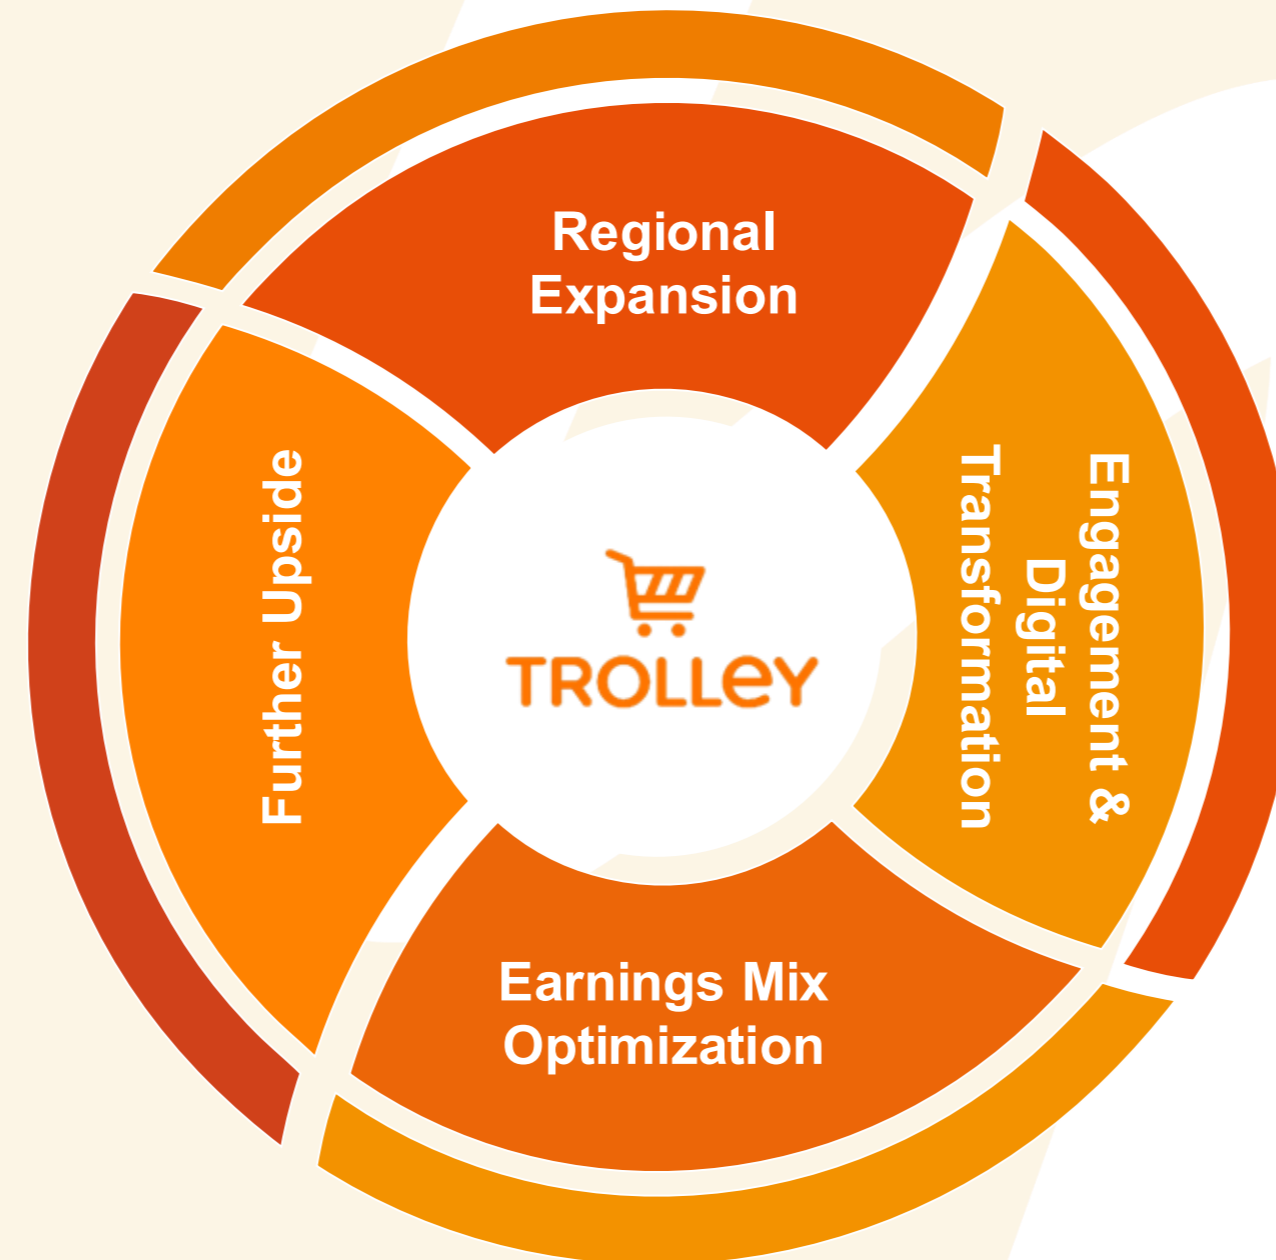 Regional
Expansion
Engagement &
Digital
Transformation
Earnings Mix
Optimization
Further Upside
TROLLeY